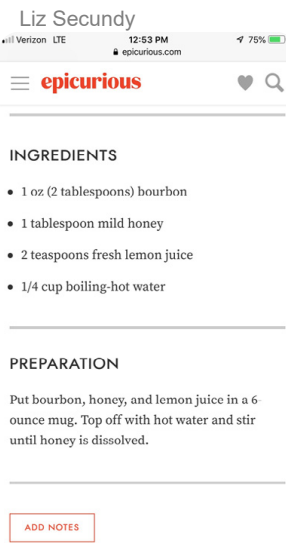 Liz Secundy
Verizon LTE 12:53 PM 75%
epicurious.com
epicurious
INGREDIENTS
• 1 oz (2 tablespoons) bourbon
• 1 tablespoon mild honey
• 2 teaspoons fresh lemon juice
• 1/4 cup boiling-hot water
PREPARATION
Put bourbon, honey, and lemon juice in a 6-
ounce mug. Top off with hot water and stir
until honey is dissolved.
ADD NOTES